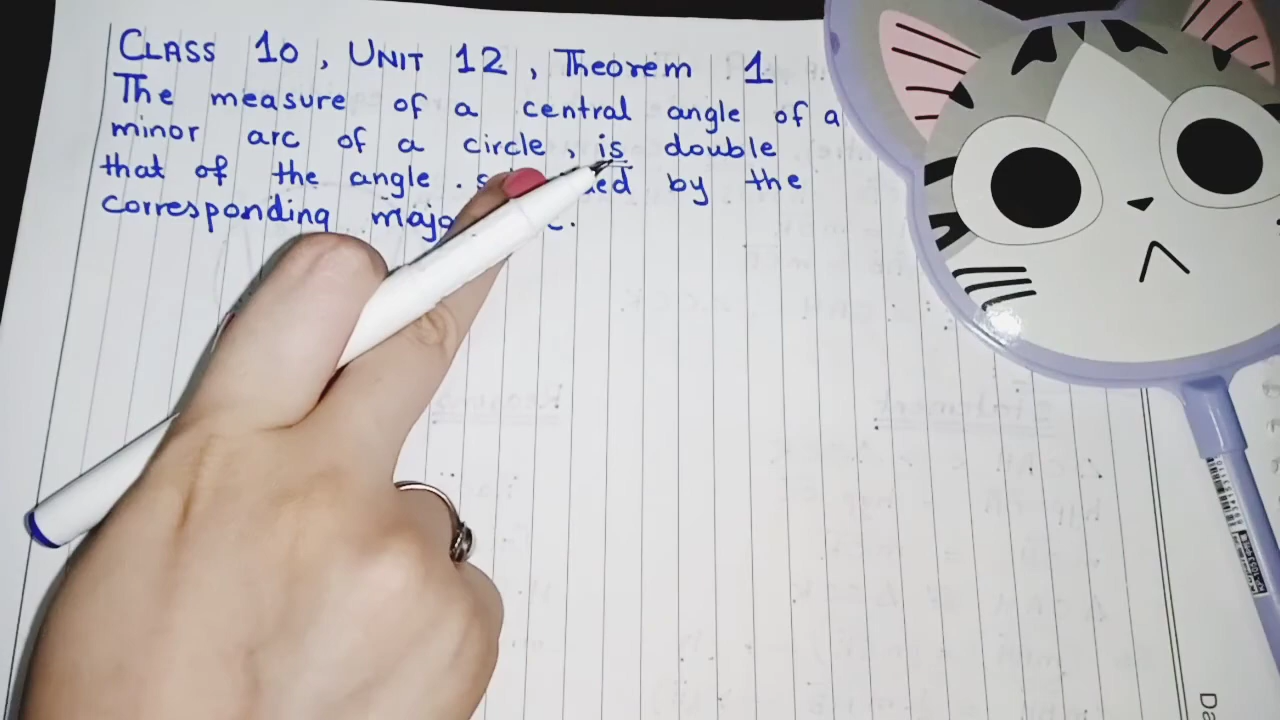 CLASS 10, UNIT 12, Theorem 1
The measure of a central angle of a
minor arc of a circle, is double
that of the angle by the
corresponding